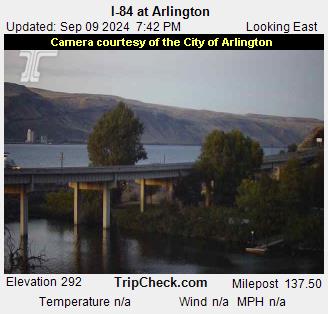 I-84 at Arlington
Updated: Sep 09 2024 7:42 PM Looking East
Camera courtesy of the City of Arlington
Elevation 292 TripCheck.com Milepost 137.50
Temperature n/a Wind n/a MPH n/a